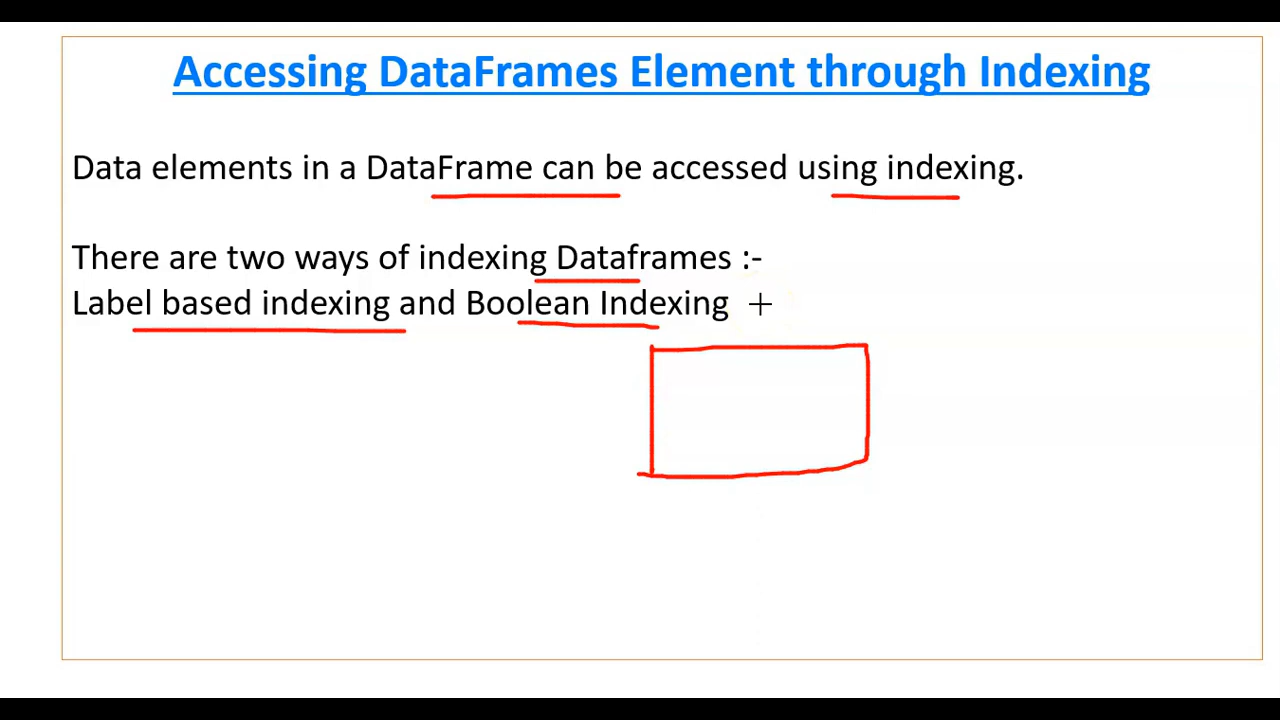 Accessing DataFrames Element through Indexing
Data elements in a DataFrame can be accessed using indexing.
There are two ways of indexing Dataframes :-
Label based indexing and Boolean Indexing